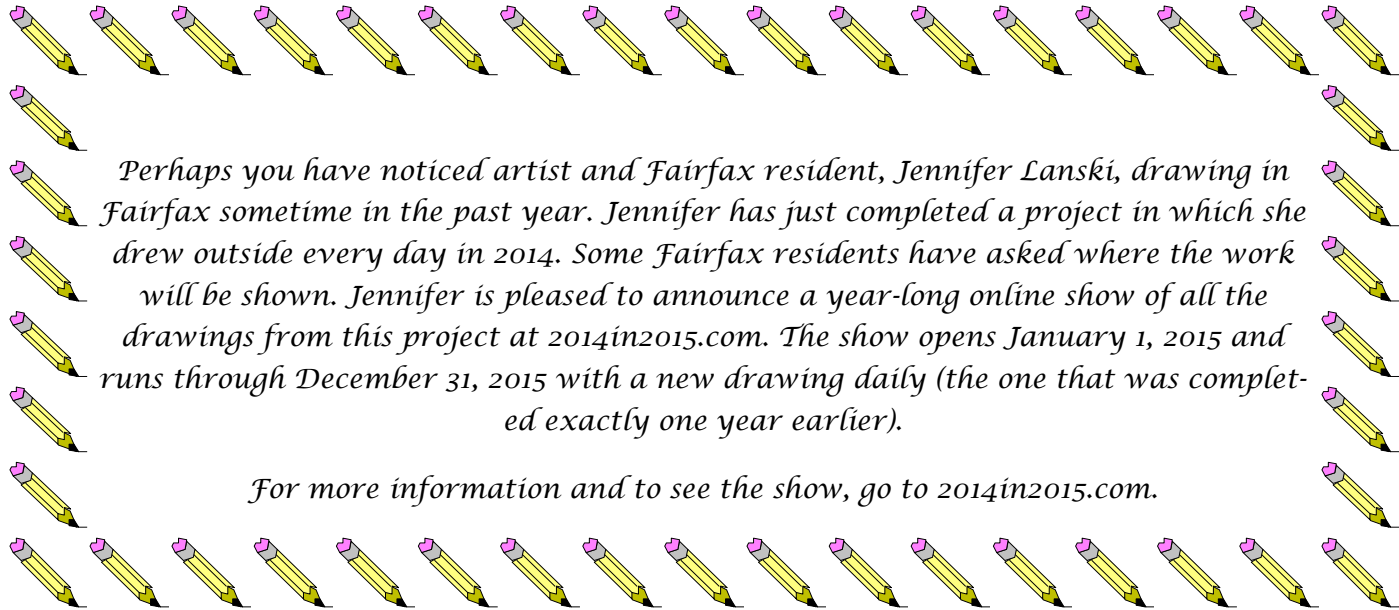 Perhaps you have noticed artist and Fairfax resident, Jennifer Lanski, drawing in
Fairfax sometime in the past year. Jennifer has just completed a project in which she
drew outside every day in 2014. Some Fairfax residents have asked where the work
will be shown. Jennifer is pleased to announce a year-long online show of all the
drawings from this project at 2014in2015.com. The show opens January 1, 2015 and
runs through December 31, 2015 with a new drawing daily (the one that was complet-
ed exactly one year earlier).
For more information and to see the show, go to 2014in2015.com.